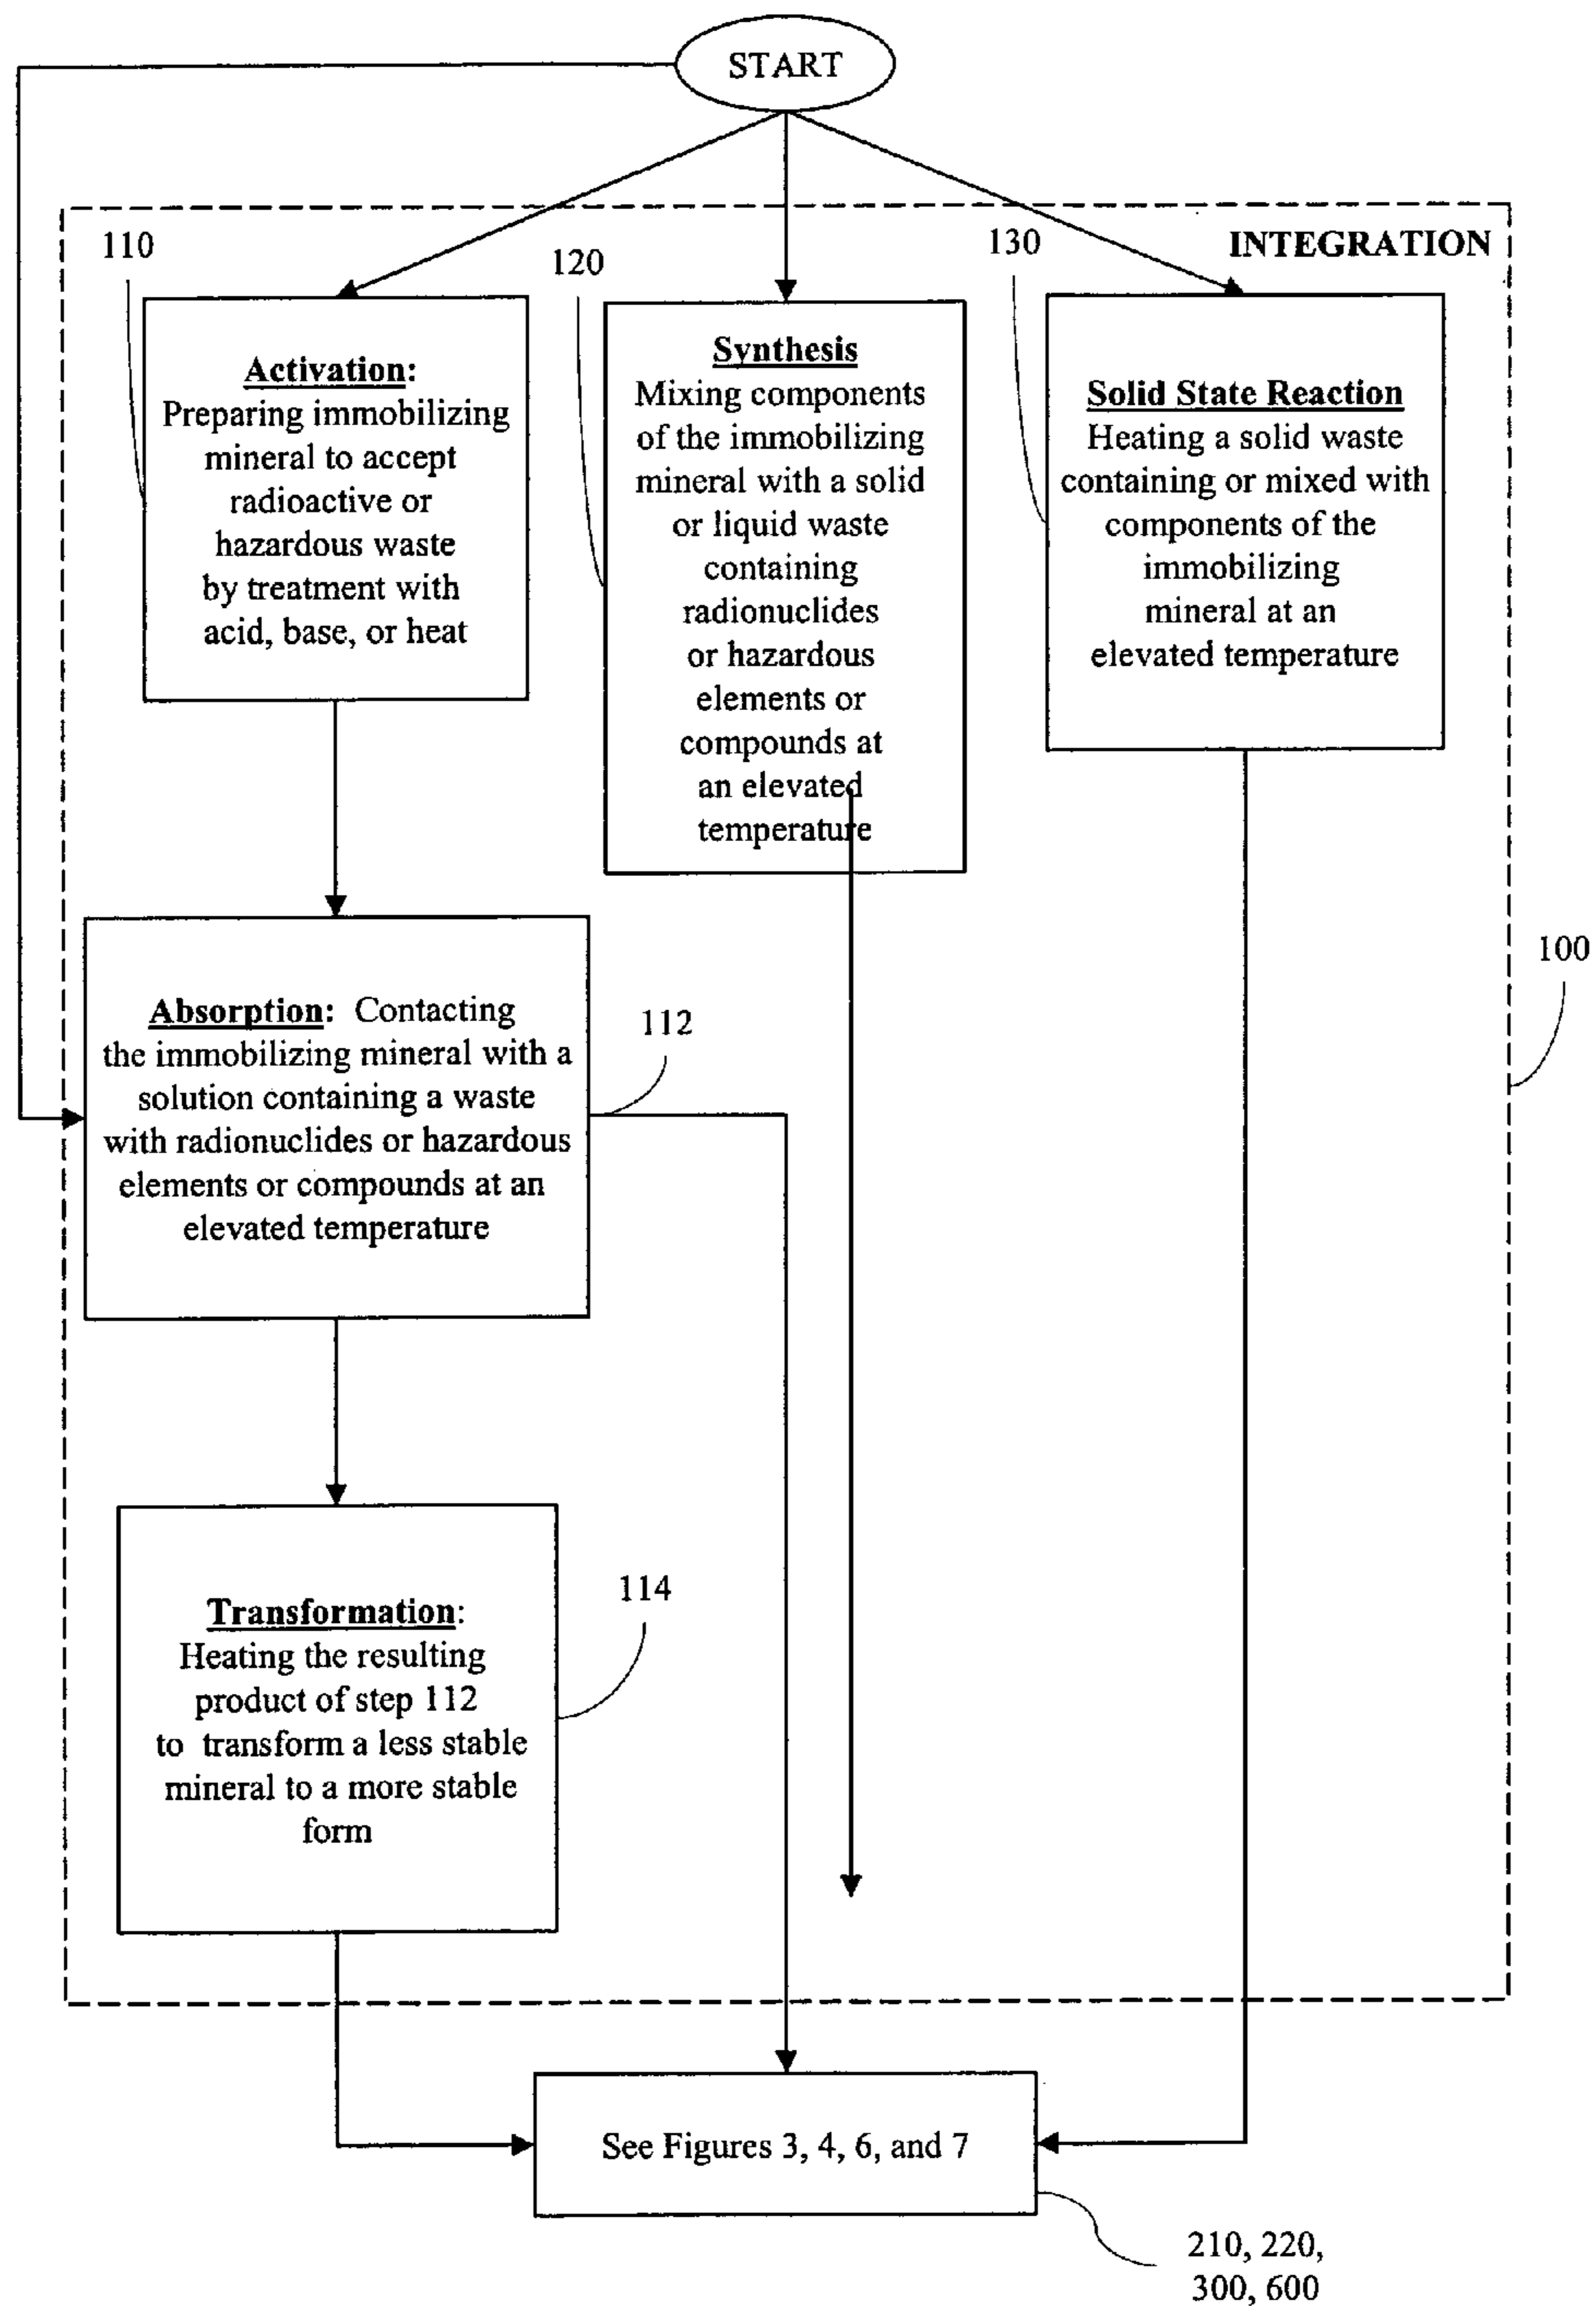 START
INTEGRATION
110
120
130
Activation:
Preparing immobilizing
mineral to accept
radioactive or
hazardous waste
by treatment with
acid, base, or heat
Synthesis
Mixing components
of the immobilizing
mineral with a solid
or liquid waste
containing
radionuclides
or hazardous
elements or
compounds at
an elevated
temperature
Solid State Reaction
Heating a solid waste
containing or mixed with
components of the
immobilizing
mineral at an
elevated temperature
100
Absorption: Contacting
the immobilizing mineral with a
solution containing a waste
with radionuclides or hazardous
elements or compounds at an
elevated temperature
112
Transformation:
Heating the resulting
product of step 112
to transform a less stable
mineral to a more stable
form
114
See Figures 3, 4, 6, and 7
210, 220,
300, 600